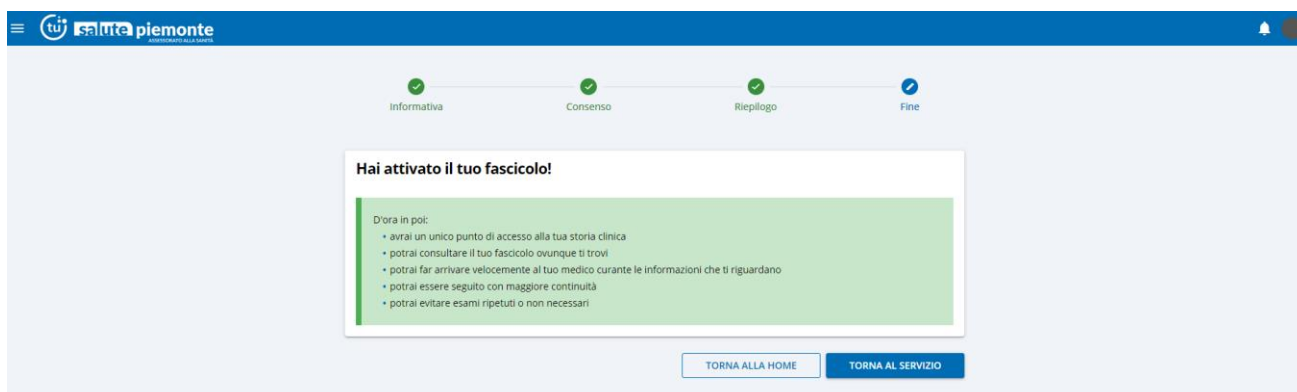 tu salute piemonte
ASSESSORATO ALLA SANITÀ
Informativa
Consenso
Riepilogo
Fine
Hai attivato il tuo fascicolo!
D'ora in poi:
• avrai un unico punto di accesso alla tua storia clinica
• potrai consultare il tuo fascicolo ovunque ti trovi
• potrai far arrivare velocemente al tuo medico curante le informazioni che ti riguardano
• potrai essere seguito con maggiore continuità
• potrai evitare esami ripetuti o non necessari
TORNA ALLA HOME
TORNA AL SERVIZIO